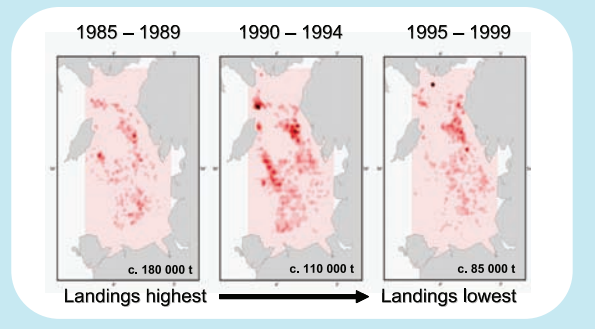 1985 – 1989
1990 – 1994
1995 – 1999
c. 180 000 t
c. 110 000 t
c. 85 000 t
Landings highest
Landings lowest